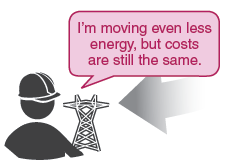 I'm moving even less
energy, but costs
are still the same.